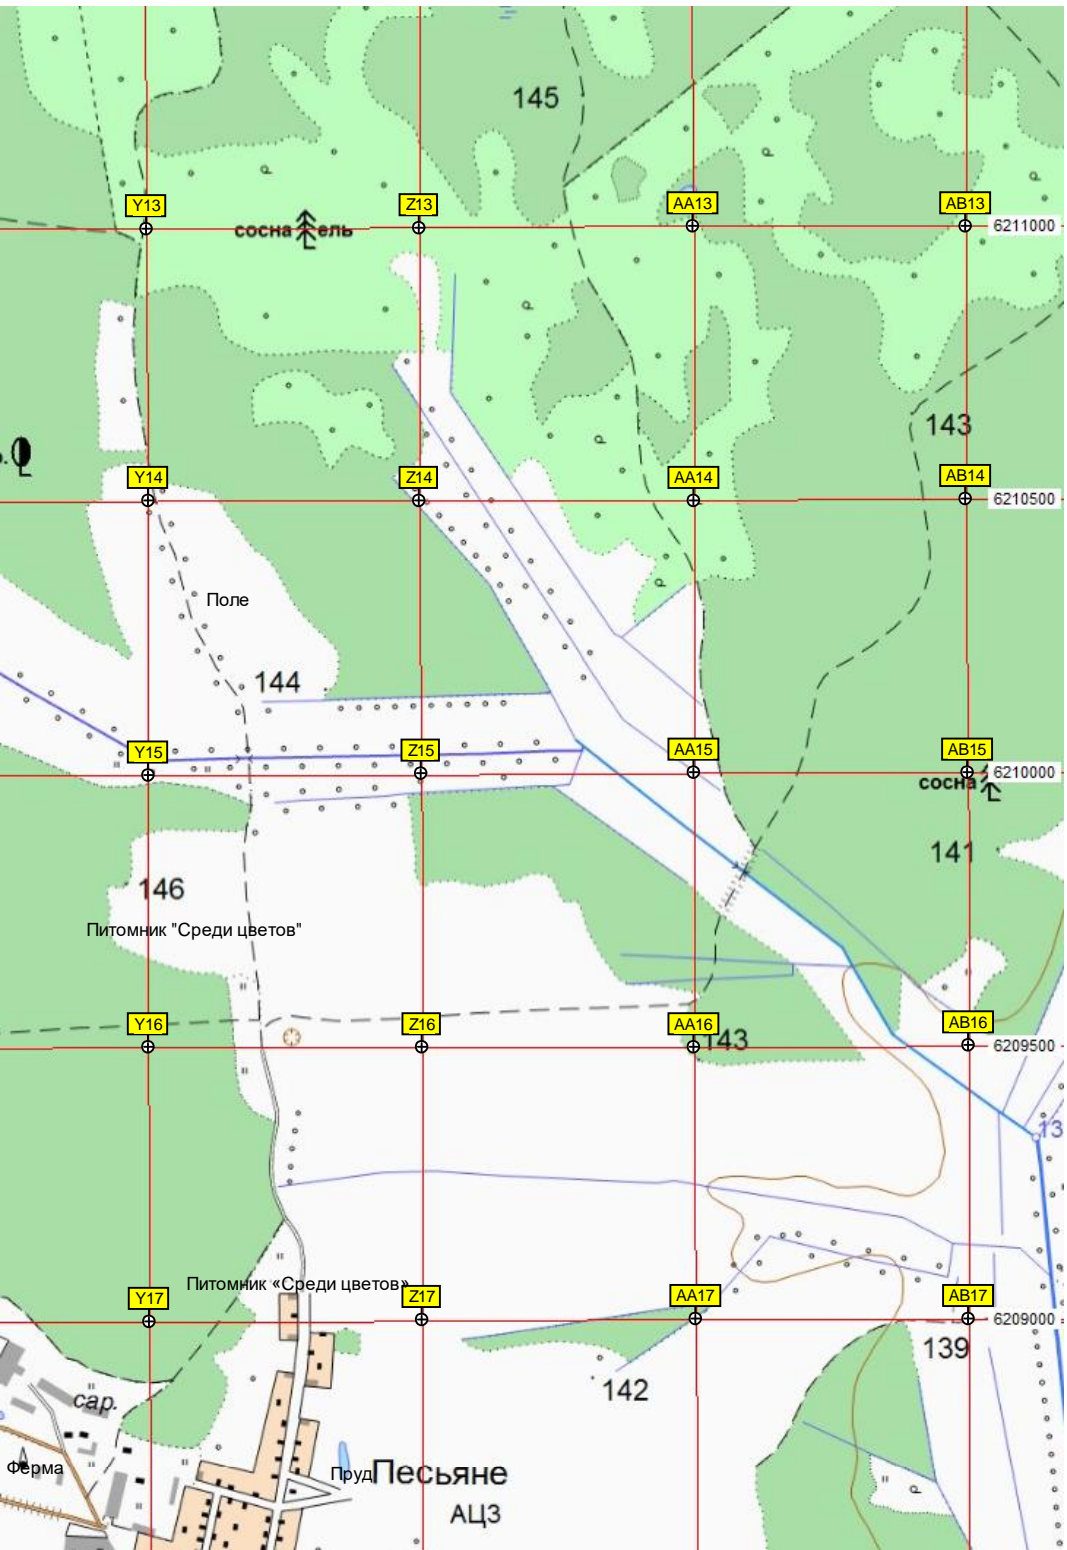 145
Y13
Z13
AA13
AB13
6211000
сосна
ель
143
Y14
Z14
AA14
AB14
6210500
Поле
144
Y15
Z15
AA15
AB15
6210000
сосна
141
146
Питомник "Среди цветов"
Y16
Z16
AA16
AB16
143
6209500
13
Питомник «Среди цветов»
Y17
Z17
AA17
AB17
6209000
139
142
сар.
Ферма
Пруд
Песьяне
АЦЗ